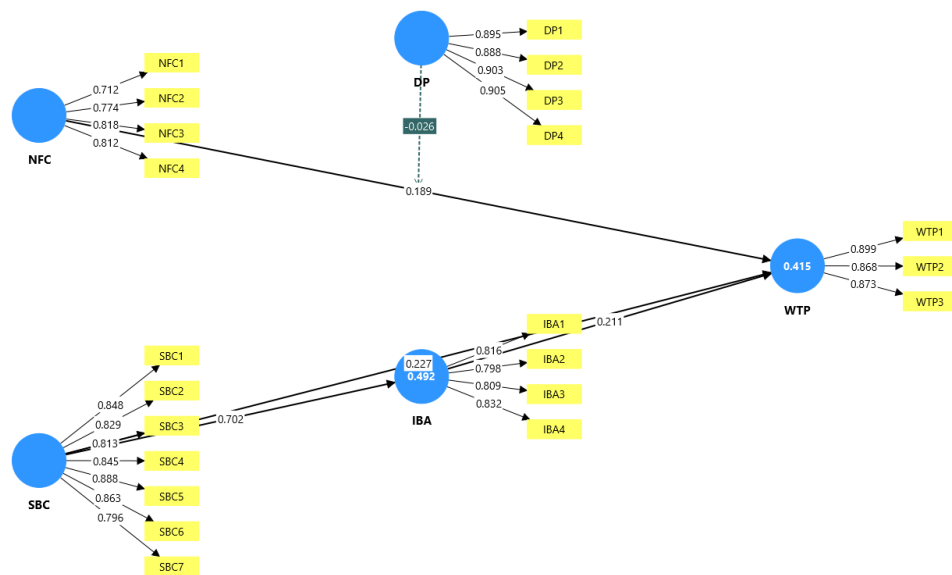 NFC
0.712
0.774
0.818
0.812
NFC1
NFC2
NFC3
NFC4
DP
0.895
0.888
0.903
0.905
DP1
DP2
DP3
DP4
-0.026
0.189
0.415
WTP
0.899
0.868
0.873
WTP1
WTP2
WTP3
0.211
0.227
0.492
IBA
0.816
0.798
0.809
0.832
IBA1
IBA2
IBA3
IBA4
0.702
SBC
0.848
0.829
0.813
0.845
0.888
0.863
0.796
SBC1
SBC2
SBC3
SBC4
SBC5
SBC6
SBC7